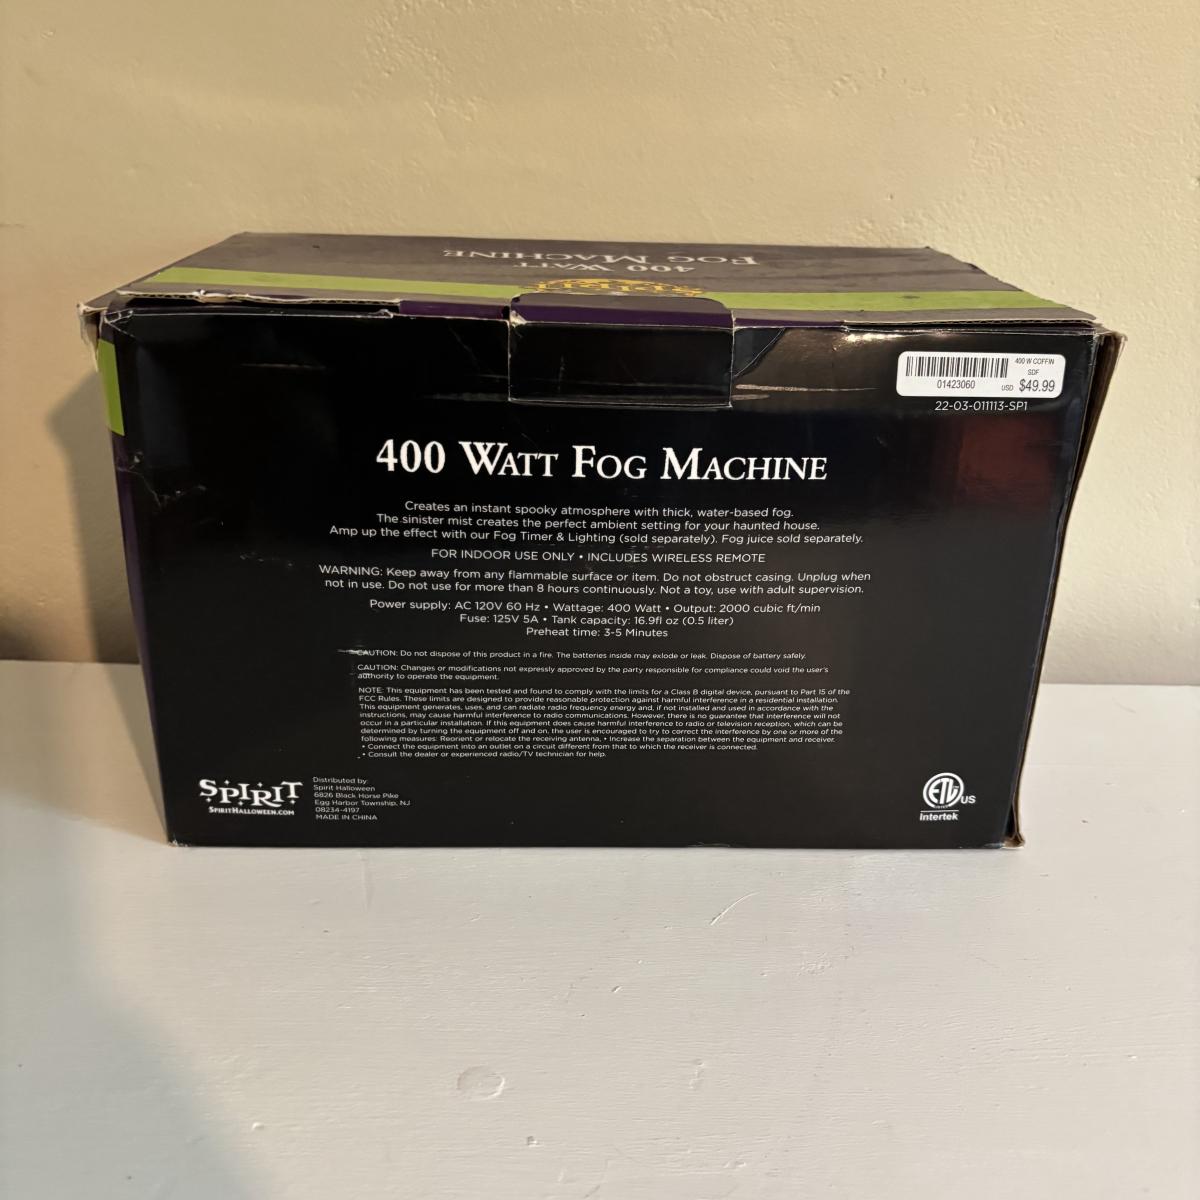 400 WATT
FOG MACHINE
SPIRIT
400 W COFFIN
SDF
01423060
USD $49.99
22-03-011113-SP1
400 WATT FOG MACHINE
Creates an instant spooky atmosphere with thick, water-based fog.
The sinister mist creates the perfect ambient setting for your haunted house.
Amp up the effect with our Fog Timer & Lighting (sold separately). Fog juice sold separately.
FOR INDOOR USE ONLY • INCLUDES WIRELESS REMOTE
WARNING: Keep away from any flammable surface or item. Do not obstruct casing. Unplug when
not in use. Do not use for more than 8 hours continuously. Not a toy, use with adult supervision.
Power supply: AC 120V 60 Hz • Wattage: 400 Watt • Output: 2000 cubic ft/min
Fuse: 125V 5A • Tank capacity: 16.9fl oz (0.5 liter)
Preheat time: 3-5 Minutes
CAUTION: Do not dispose of this product in a fire. The batteries inside may exlode or leak. Dispose of battery safely.
CAUTION: Changes or modifications not expressly approved by the party responsible for compliance could void the user's
authority to operate the equipment.
NOTE: This equipment has been tested and found to comply with the limits for a Class B digital device, pursuant to Part 15 of the
FCC Rules. These limits are designed to provide reasonable protection against harmful interference in a residential installation.
This equipment generates, uses, and can radiate radio frequency energy and, if not installed and used in accordance with the
instructions, may cause harmful interference to radio communications. However, there is no guarantee that interference will not
occur in a particular installation. If this equipment does cause harmful interference to radio or television reception, which can be
determined by turning the equipment off and on, the user is encouraged to try to correct the interference by one or more of the
following measures: Reorient or relocate the receiving antenna, • Increase the separation between the equipment and receiver.
• Connect the equipment into an outlet on a circuit different from that to which the receiver is connected.
• Consult the dealer or experienced radio/TV technician for help.
SPIRIT
SPIRITHALLOWEEN.COM
Distributed by:
Spirit Halloween
6826 Black Horse Pike
Egg Harbor Township, NJ
08234-4197
MADE IN CHINA
ETL US
Intertek